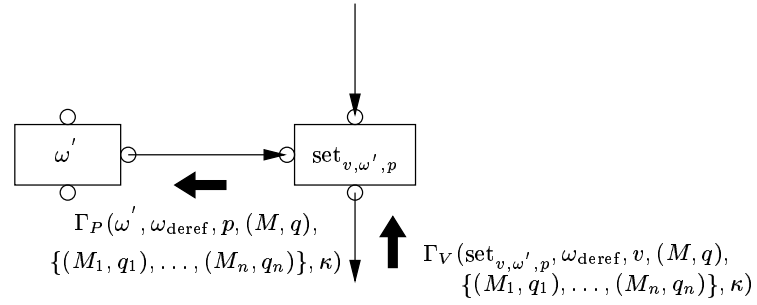 ω′
set_{v,ω′,p}
Γ_P(ω′, ω_deref, p, (M, q),
{(M_1, q_1), . . . , (M_n, q_n)}, κ)
Γ_V(set_{v,ω′,p}, ω_deref, v, (M, q),
{(M_1, q_1), . . . , (M_n, q_n)}, κ)